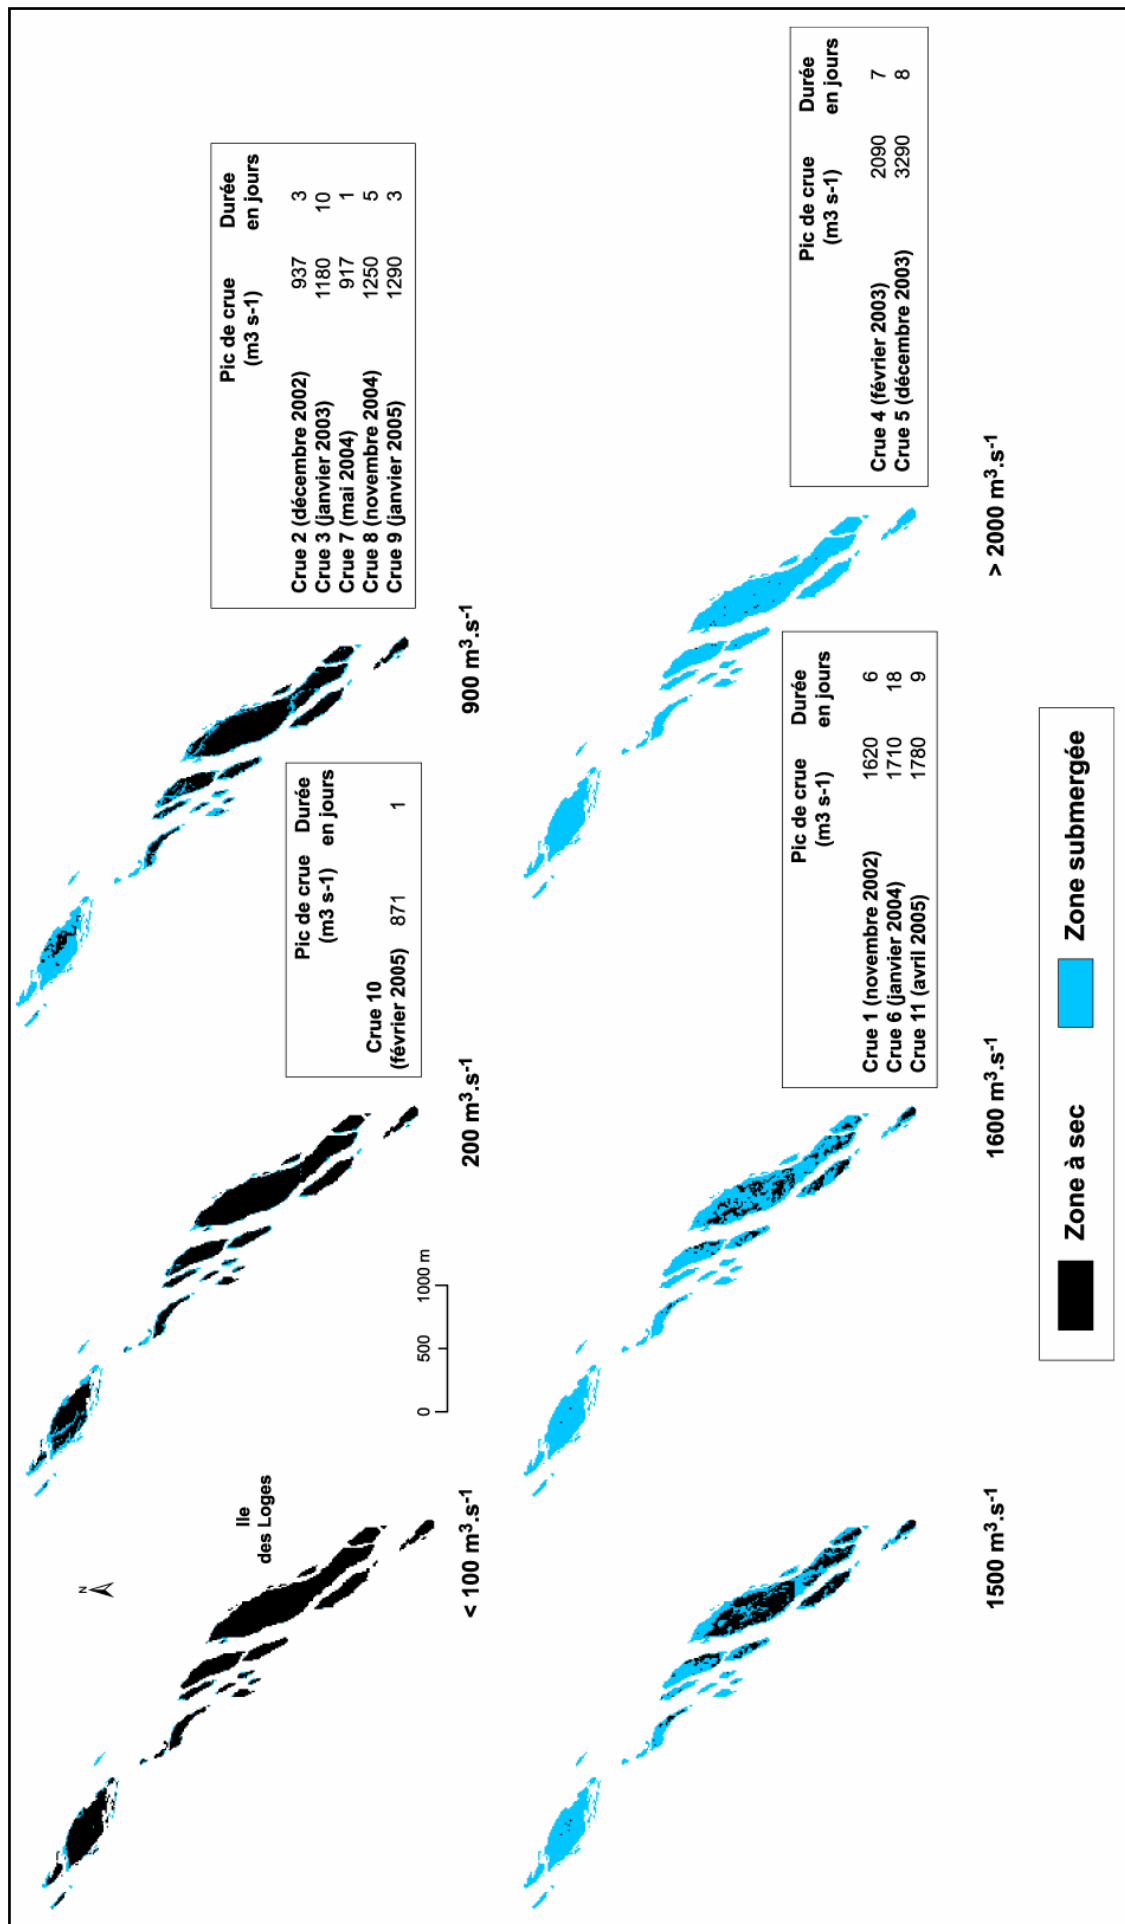 N
Ile
des Loges
< 100 m³.s-1
0 500 1000 m
200 m³.s-1
Pic de crue Durée
(m3 s-1) en jours
Crue 10
(février 2005) 871 1
900 m³.s-1
Pic de crue Durée
(m3 s-1) en jours
Crue 2 (décembre 2002) 937 3
Crue 3 (janvier 2003) 1180 10
Crue 7 (mai 2004) 917 1
Crue 8 (novembre 2004) 1250 5
Crue 9 (janvier 2005) 1290 3
1500 m³.s-1
1600 m³.s-1
Pic de crue Durée
(m3 s-1) en jours
Crue 1 (novembre 2002) 1620 6
Crue 6 (janvier 2004) 1710 18
Crue 11 (avril 2005) 1780 9
> 2000 m³.s-1
Pic de crue Durée
(m3 s-1) en jours
Crue 4 (février 2003) 2090 7
Crue 5 (décembre 2003) 3290 8
Zone à sec Zone submergée